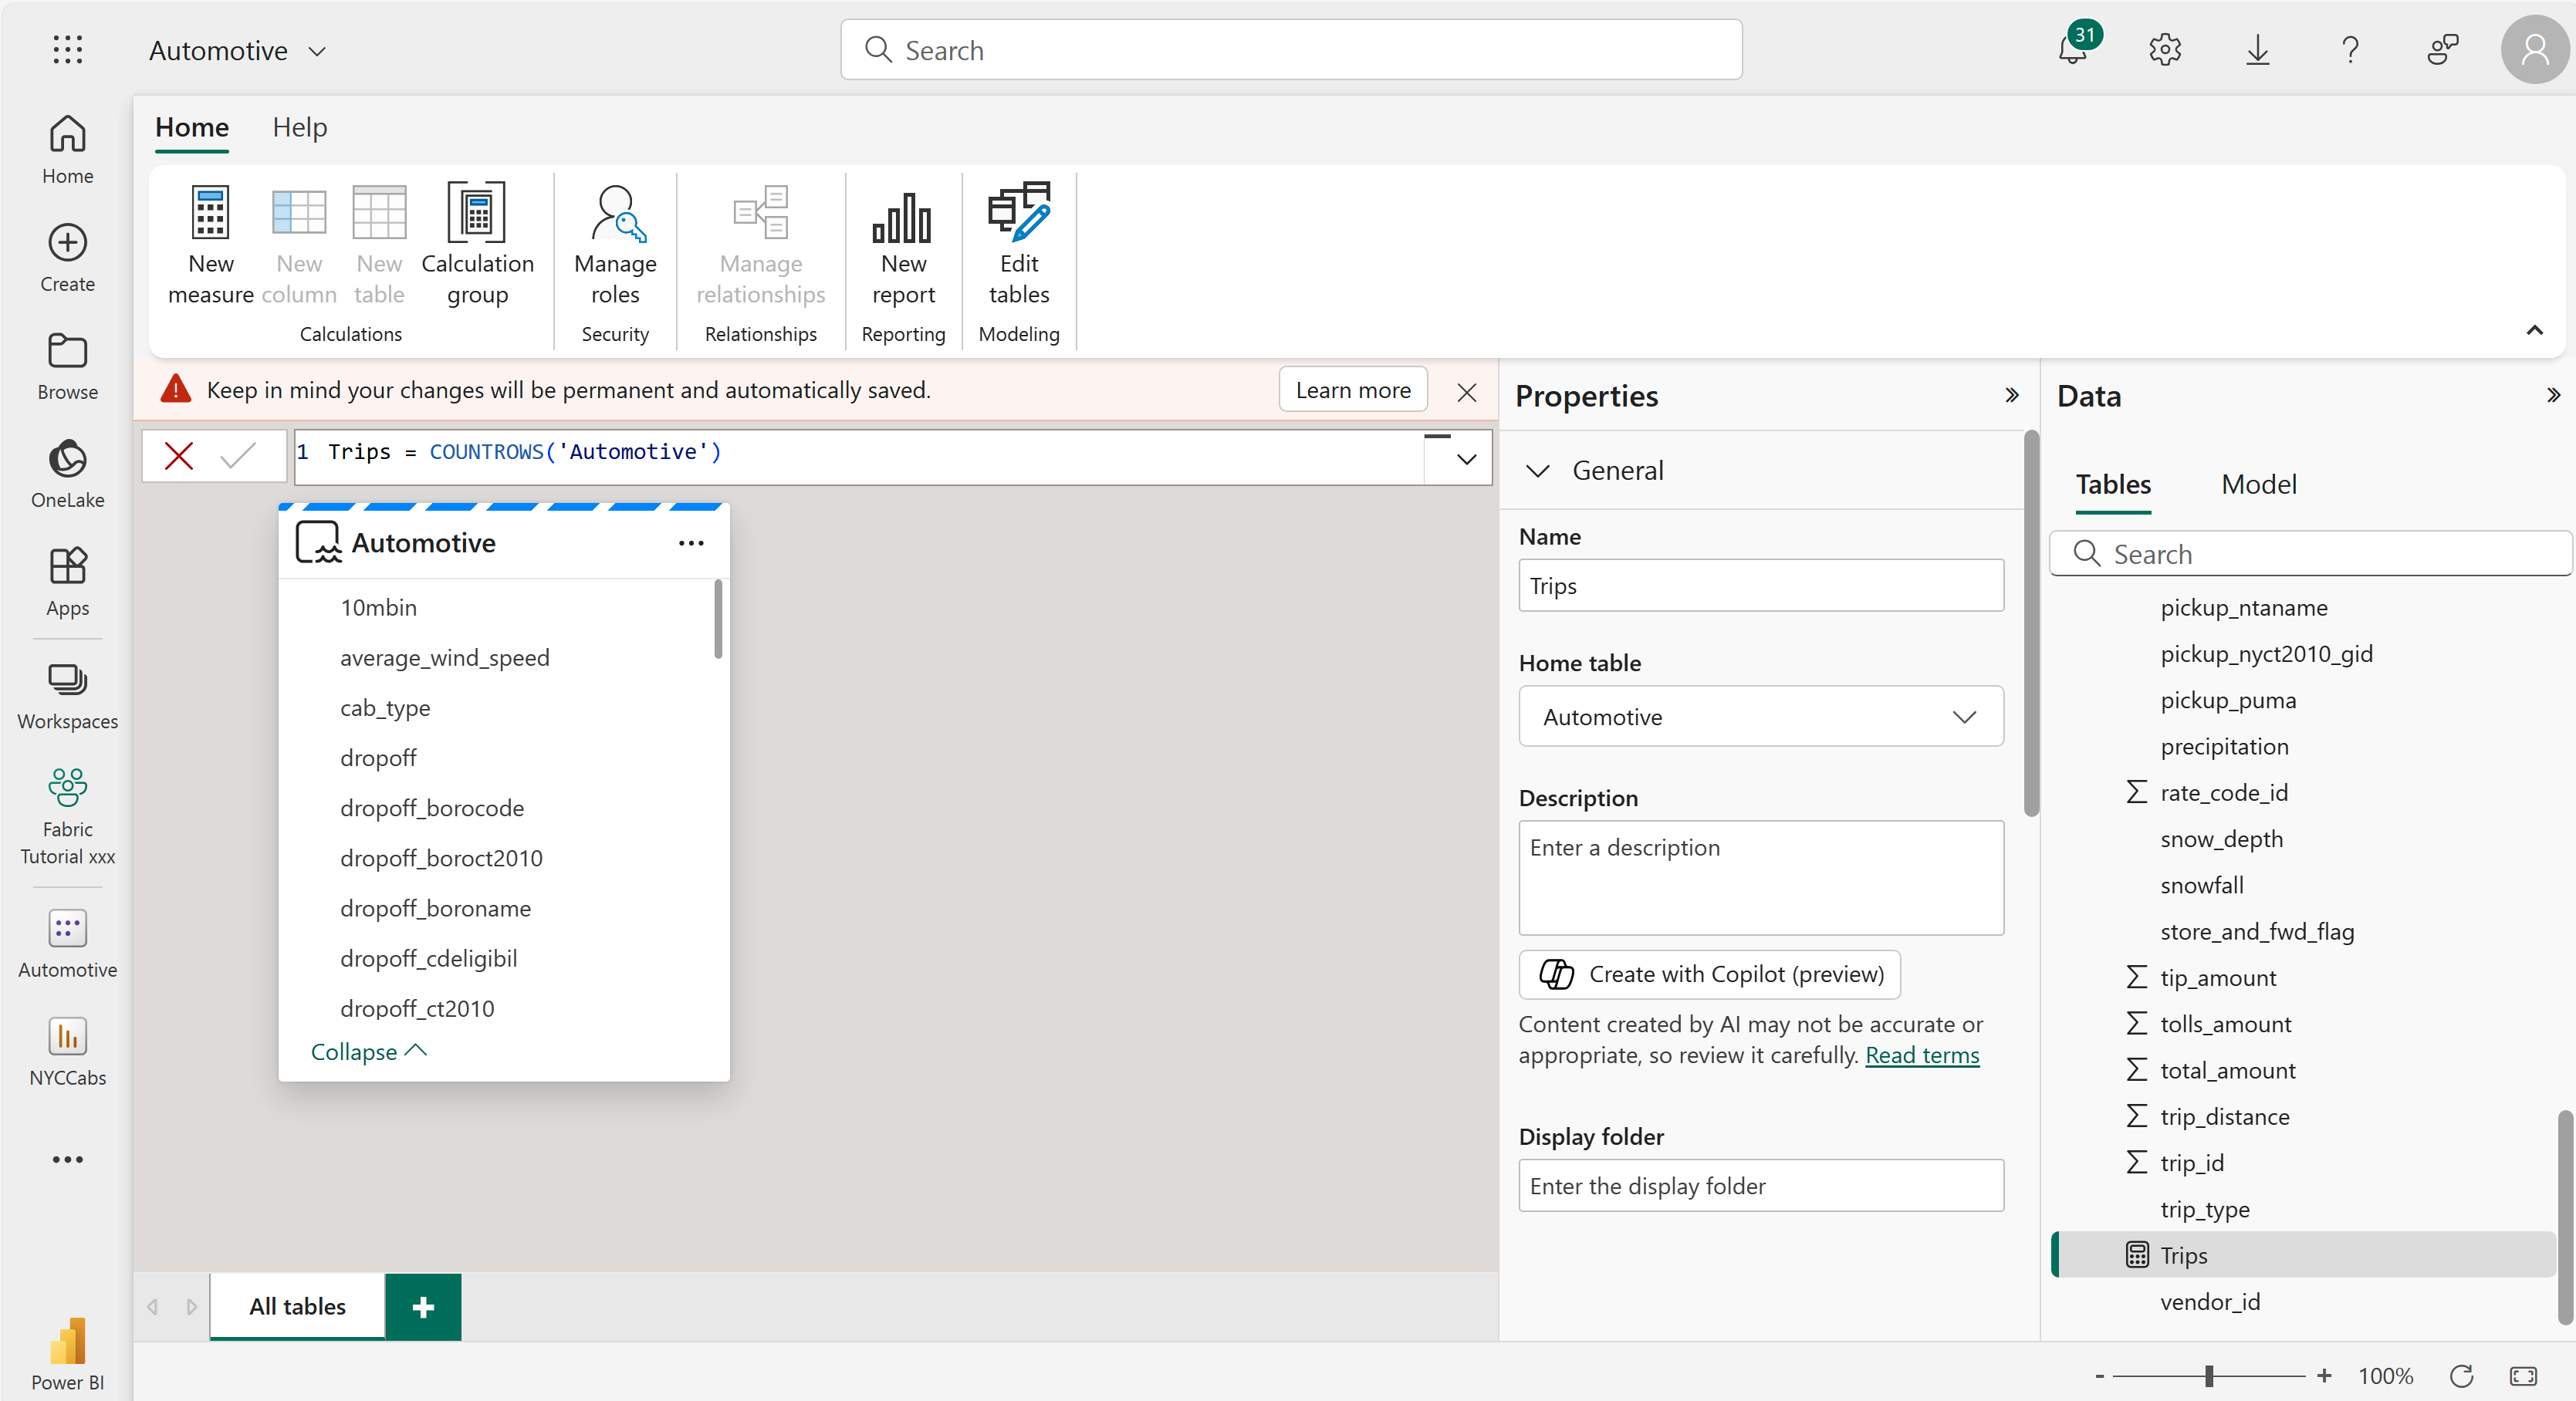 Automotive
Search
31
Home
Help
Home
Create
Browse
OneLake
Apps
Workspaces
Fabric
Tutorial xxx
Automotive
NYCCabs
Power BI
New
measure
New
column
New
table
Calculation
group
Calculations
Manage
roles
Security
Manage
relationships
Relationships
New
report
Reporting
Edit
tables
Modeling
Keep in mind your changes will be permanent and automatically saved.
Learn more
1 Trips = COUNTROWS('Automotive')
Automotive
10mbin
average_wind_speed
cab_type
dropoff
dropoff_borocode
dropoff_boroct2010
dropoff_boroname
dropoff_cdeligibil
dropoff_ct2010
Collapse
All tables
Properties
General
Name
Trips
Home table
Automotive
Description
Enter a description
Create with Copilot (preview)
Content created by AI may not be accurate or
appropriate, so review it carefully. Read terms
Display folder
Enter the display folder
Data
Tables
Model
Search
pickup_ntaname
pickup_nyct2010_gid
pickup_puma
precipitation
rate_code_id
snow_depth
snowfall
store_and_fwd_flag
tip_amount
tolls_amount
total_amount
trip_distance
trip_id
trip_type
Trips
vendor_id
- + 100%